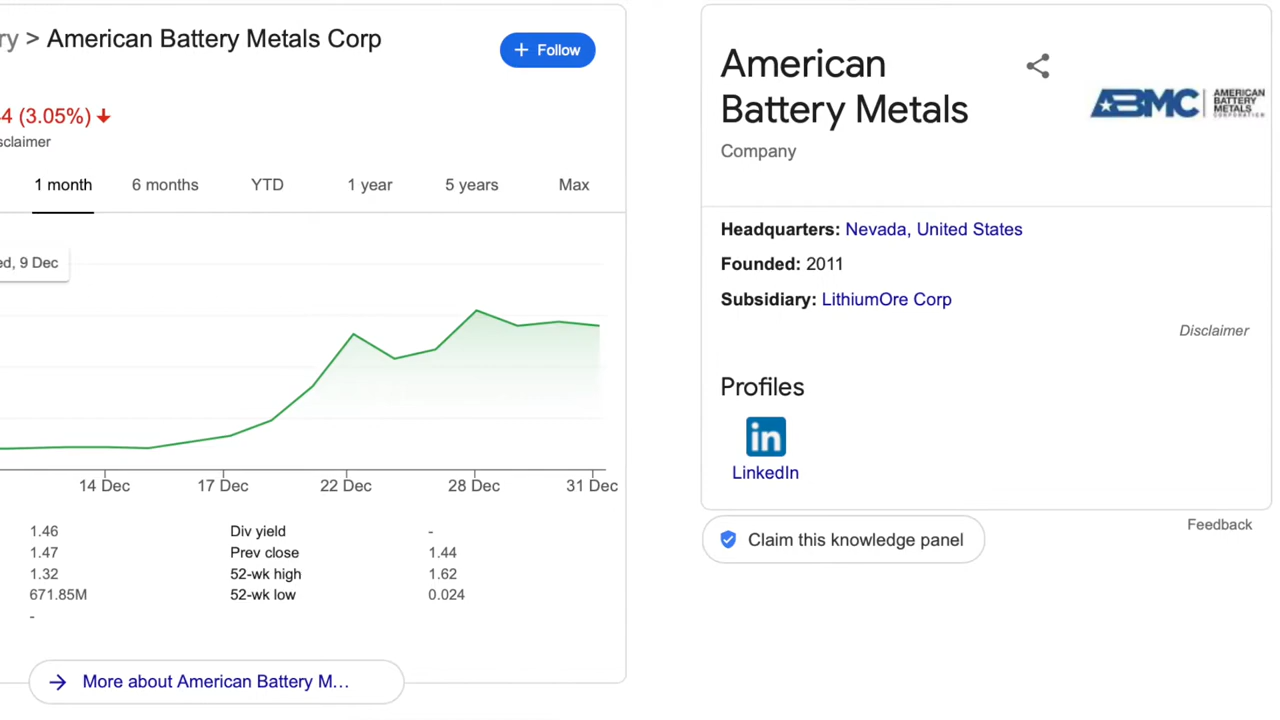 ry > American Battery Metals Corp
+ Follow
4 (3.05%)
sclaimer
1 month 6 months YTD 1 year 5 years Max
ed, 9 Dec
14 Dec 17 Dec 22 Dec 28 Dec 31 Dec
1.46 Div yield -
1.47 Prev close 1.44
1.32 52-wk high 1.62
671.85M 52-wk low 0.024
-
More about American Battery M...
American
Battery Metals
Company
ABMC AMERICAN
BATTERY
METALS
CORPORATION
Headquarters: Nevada, United States
Founded: 2011
Subsidiary: LithiumOre Corp
Disclaimer
Profiles
in
LinkedIn
Claim this knowledge panel
Feedback